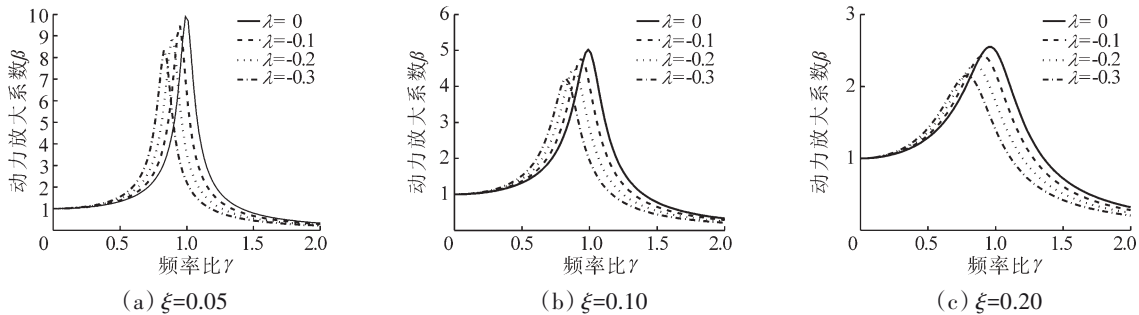 动力放大系数β
10
9
8
7
6
5
4
3
2
1
0
0.5
1.0
1.5
2.0
频率比γ
λ= 0
λ=-0.1
λ=-0.2
λ=-0.3
(a) ξ=0.05
动力放大系数β
6
5
4
3
2
1
0
0.5
1.0
1.5
2.0
频率比γ
λ= 0
λ=-0.1
λ=-0.2
λ=-0.3
(b) ξ=0.10
动力放大系数β
3
2
1
0
0.5
1.0
1.5
2.0
频率比γ
λ= 0
λ=-0.1
λ=-0.2
λ=-0.3
(c) ξ=0.20